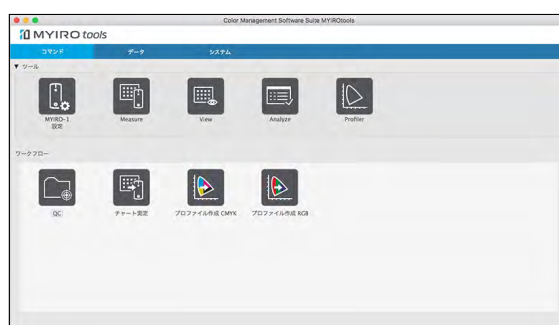 Color Management Software Suite MYIROtools
MYIRO tools
コマンド データ システム
▼ ツール
MYIRO-1
設定
Measure
View
Analyze
Profiler
ワークフロー
QC
チャート測定
プロファイル作成 CMYK
プロファイル作成 RGB